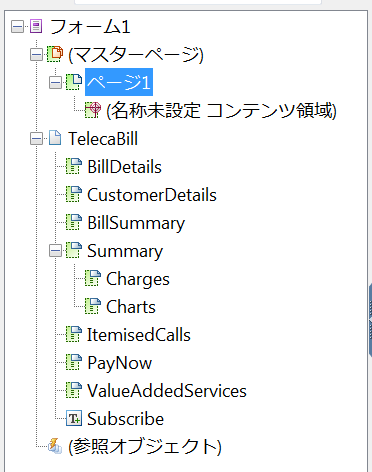 フォーム1
(マスターページ)
ページ1
(名称未設定 コンテンツ領域)
TelecaBill
BillDetails
CustomerDetails
BillSummary
Summary
Charges
Charts
ItemisedCalls
PayNow
ValueAddedServices
Subscribe
(参照オブジェクト)